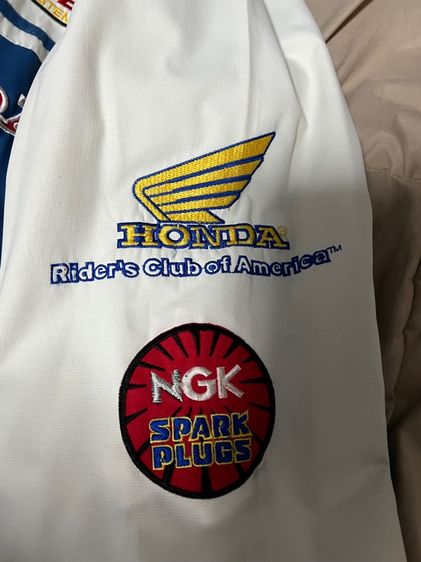 HONDA
Rider's Club of America™
NGK
SPARK
PLUGS